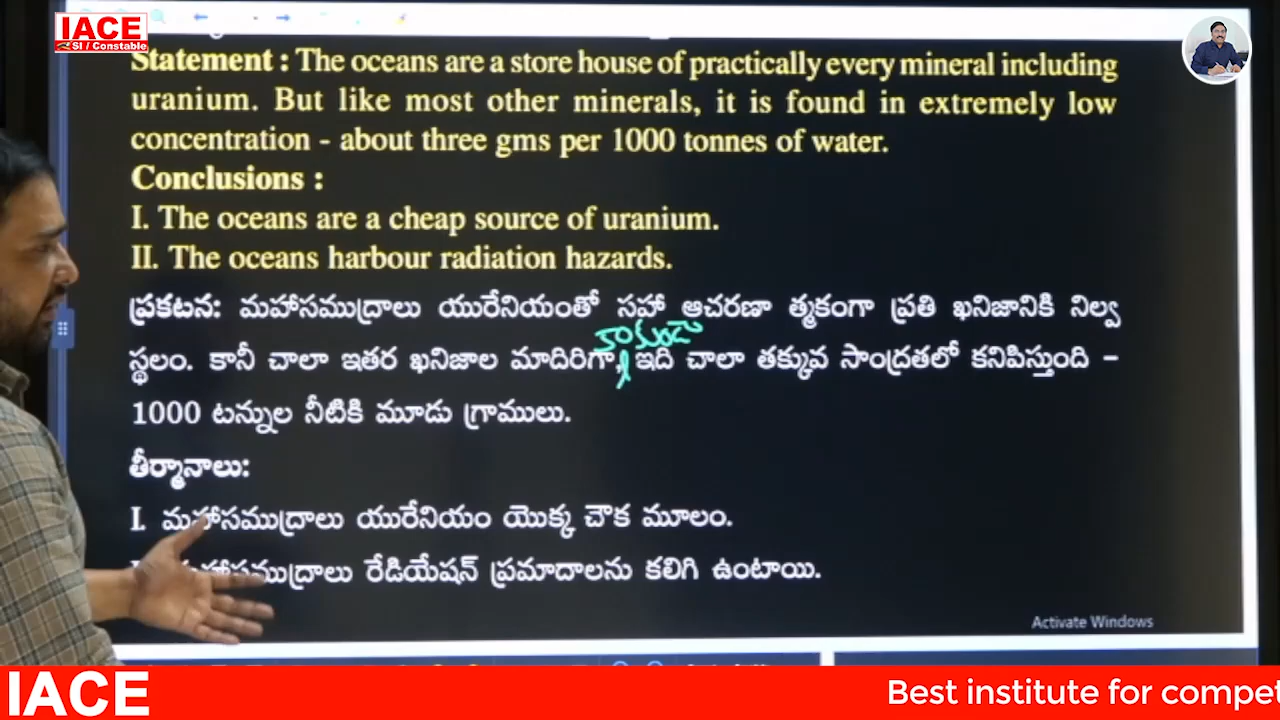 IACE
SI / Constable
Statement : The oceans are a store house of practically every mineral including
uranium. But like most other minerals, it is found in extremely low
concentration - about three gms per 1000 tonnes of water.
Conclusions :
I. The oceans are a cheap source of uranium.
II. The oceans harbour radiation hazards.
ప్రకటన: మహాసముద్రాలు యురేనియంతో సహా ఆచరణా త్మకంగా ప్రతి ఖనిజానికి నిల్వ
కాకుండా
స్థలం. కానీ చాలా ఇతర ఖనిజాల మాదిరిగా, ఇది చాలా తక్కువ సాంద్రతలో కనిపిస్తుంది –
1000 టన్నుల నీటికి మూడు గ్రాములు.
తీర్మానాలు:
I. మహాసముద్రాలు యురేనియం యొక్క చౌక మూలం.
మహాసముద్రాలు రేడియేషన్ ప్రమాదాలను కలిగి ఉంటాయి.
Activate Windows
IACE
Best institute for compet